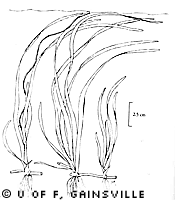 2.5 cm
© U OF F, GAINSVILLE